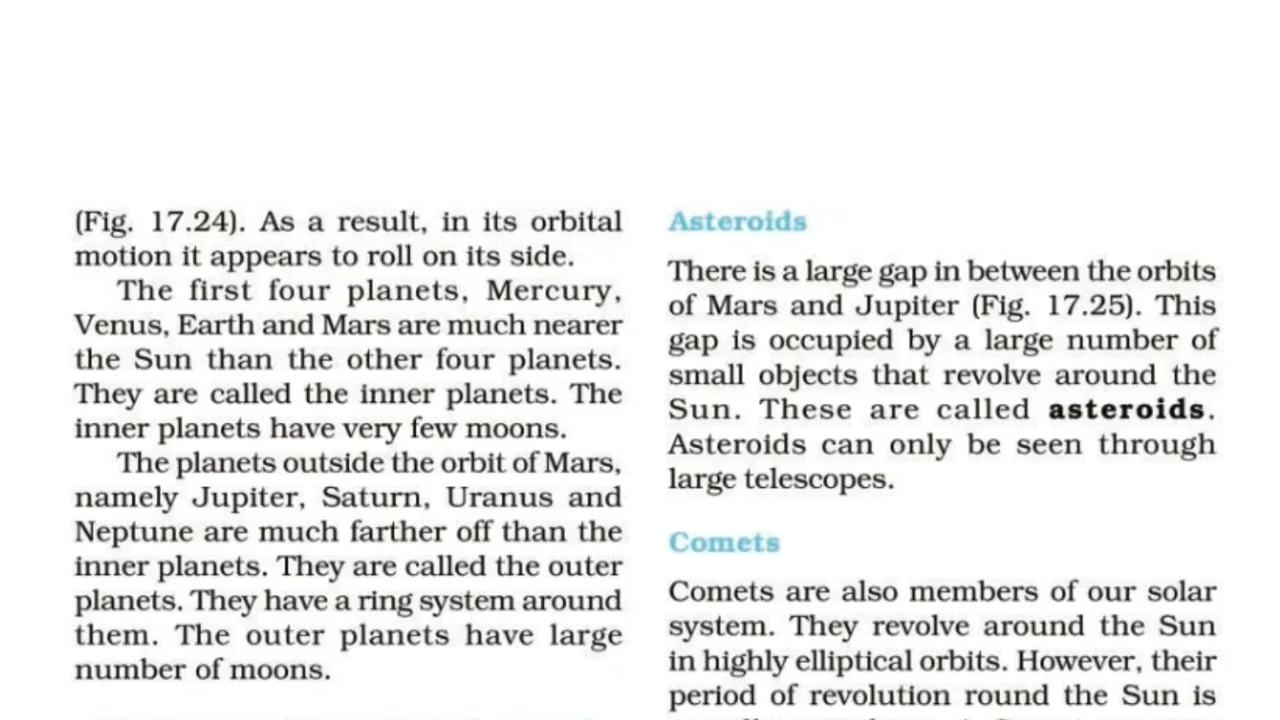 (Fig. 17.24). As a result, in its orbital
motion it appears to roll on its side.
The first four planets, Mercury,
Venus, Earth and Mars are much nearer
the Sun than the other four planets.
They are called the inner planets. The
inner planets have very few moons.
The planets outside the orbit of Mars,
namely Jupiter, Saturn, Uranus and
Neptune are much farther off than the
inner planets. They are called the outer
planets. They have a ring system around
them. The outer planets have large
number of moons.
Asteroids
There is a large gap in between the orbits
of Mars and Jupiter (Fig. 17.25). This
gap is occupied by a large number of
small objects that revolve around the
Sun. These are called asteroids.
Asteroids can only be seen through
large telescopes.
Comets
Comets are also members of our solar
system. They revolve around the Sun
in highly elliptical orbits. However, their
period of revolution round the Sun is